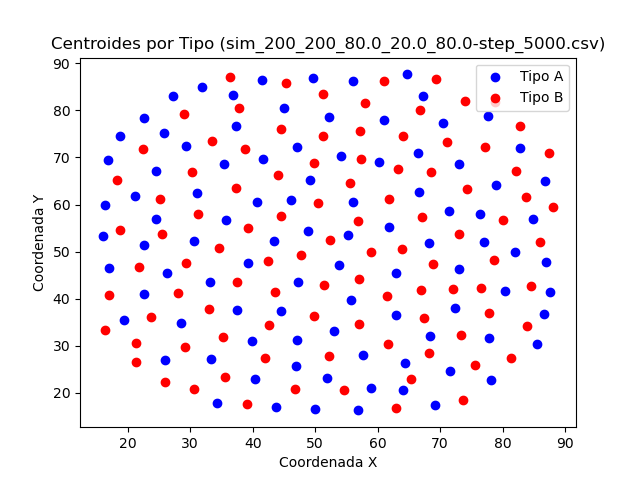 Centroides por Tipo (sim_200_200_80.0_20.0_80.0-step_5000.csv)
Tipo A
Tipo B
Coordenada Y
90
80
70
60
50
40
30
20
20 30 40 50 60 70 80 90
Coordenada X